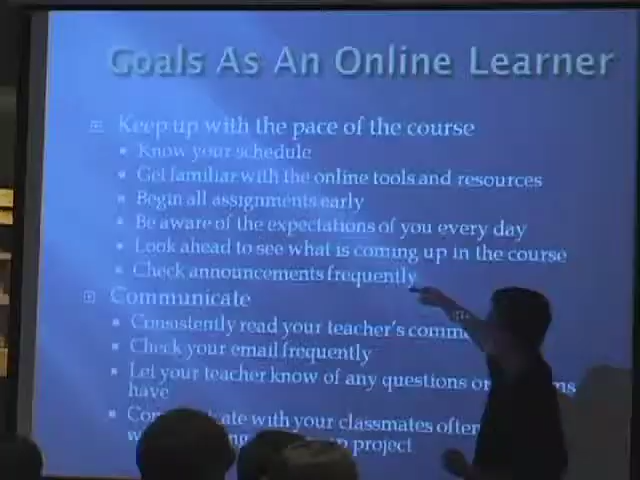 Goals As An Online Learner
Keep up with the pace of the course
Know your schedule
Get familiar with the online tools and resources
Begin all assignments early
Be aware of the expectations of you every day
Look ahead to see what is coming up in the course
Check announcements frequently
Communicate
Consistently read your teacher's
Check your email frequently
Let your teacher know of any questions
have
with your classmates often
project